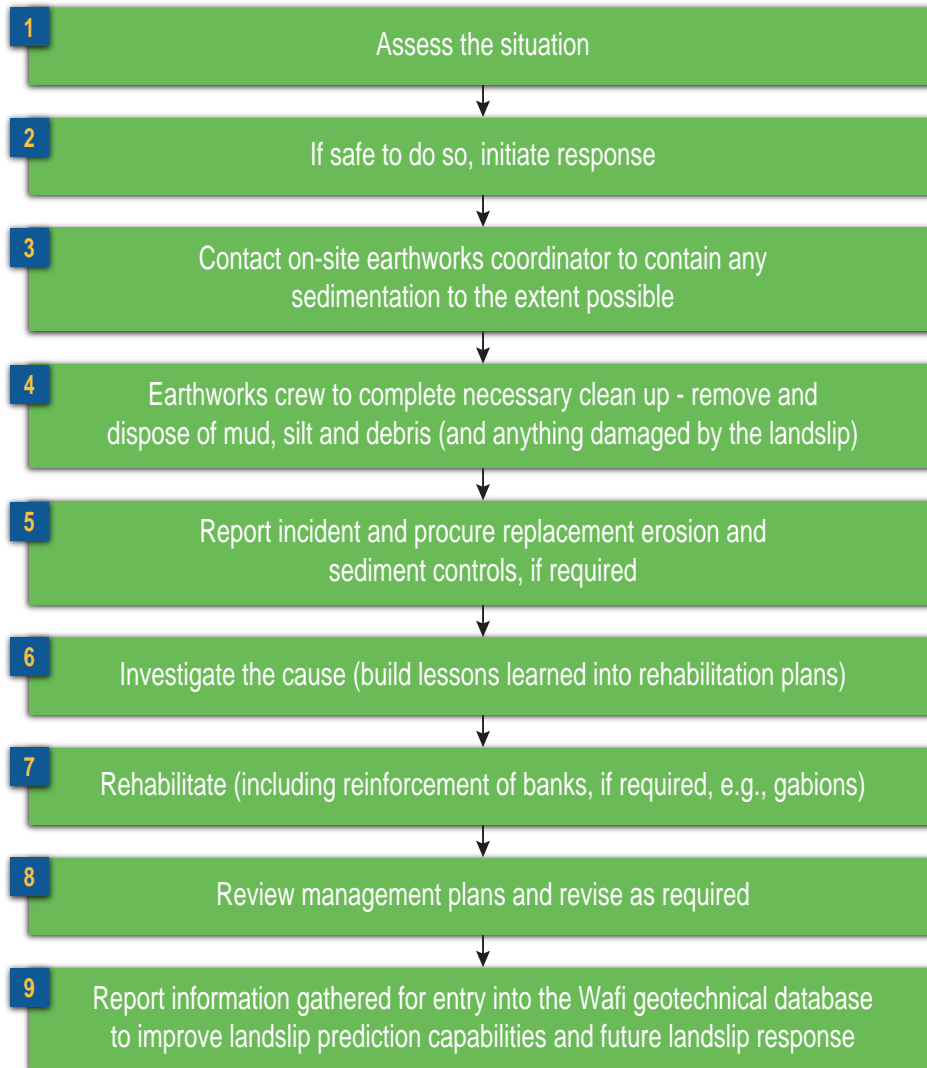 1
Assess the situation
2
If safe to do so, initiate response
3
Contact on-site earthworks coordinator to contain any
sedimentation to the extent possible
4
Earthworks crew to complete necessary clean up - remove and
dispose of mud, silt and debris (and anything damaged by the landslip)
5
Report incident and procure replacement erosion and
sediment controls, if required
6
Investigate the cause (build lessons learned into rehabilitation plans)
7
Rehabilitate (including reinforcement of banks, if required, e.g., gabions)
8
Review management plans and revise as required
9
Report information gathered for entry into the Wafi geotechnical database
to improve landslip prediction capabilities and future landslip response